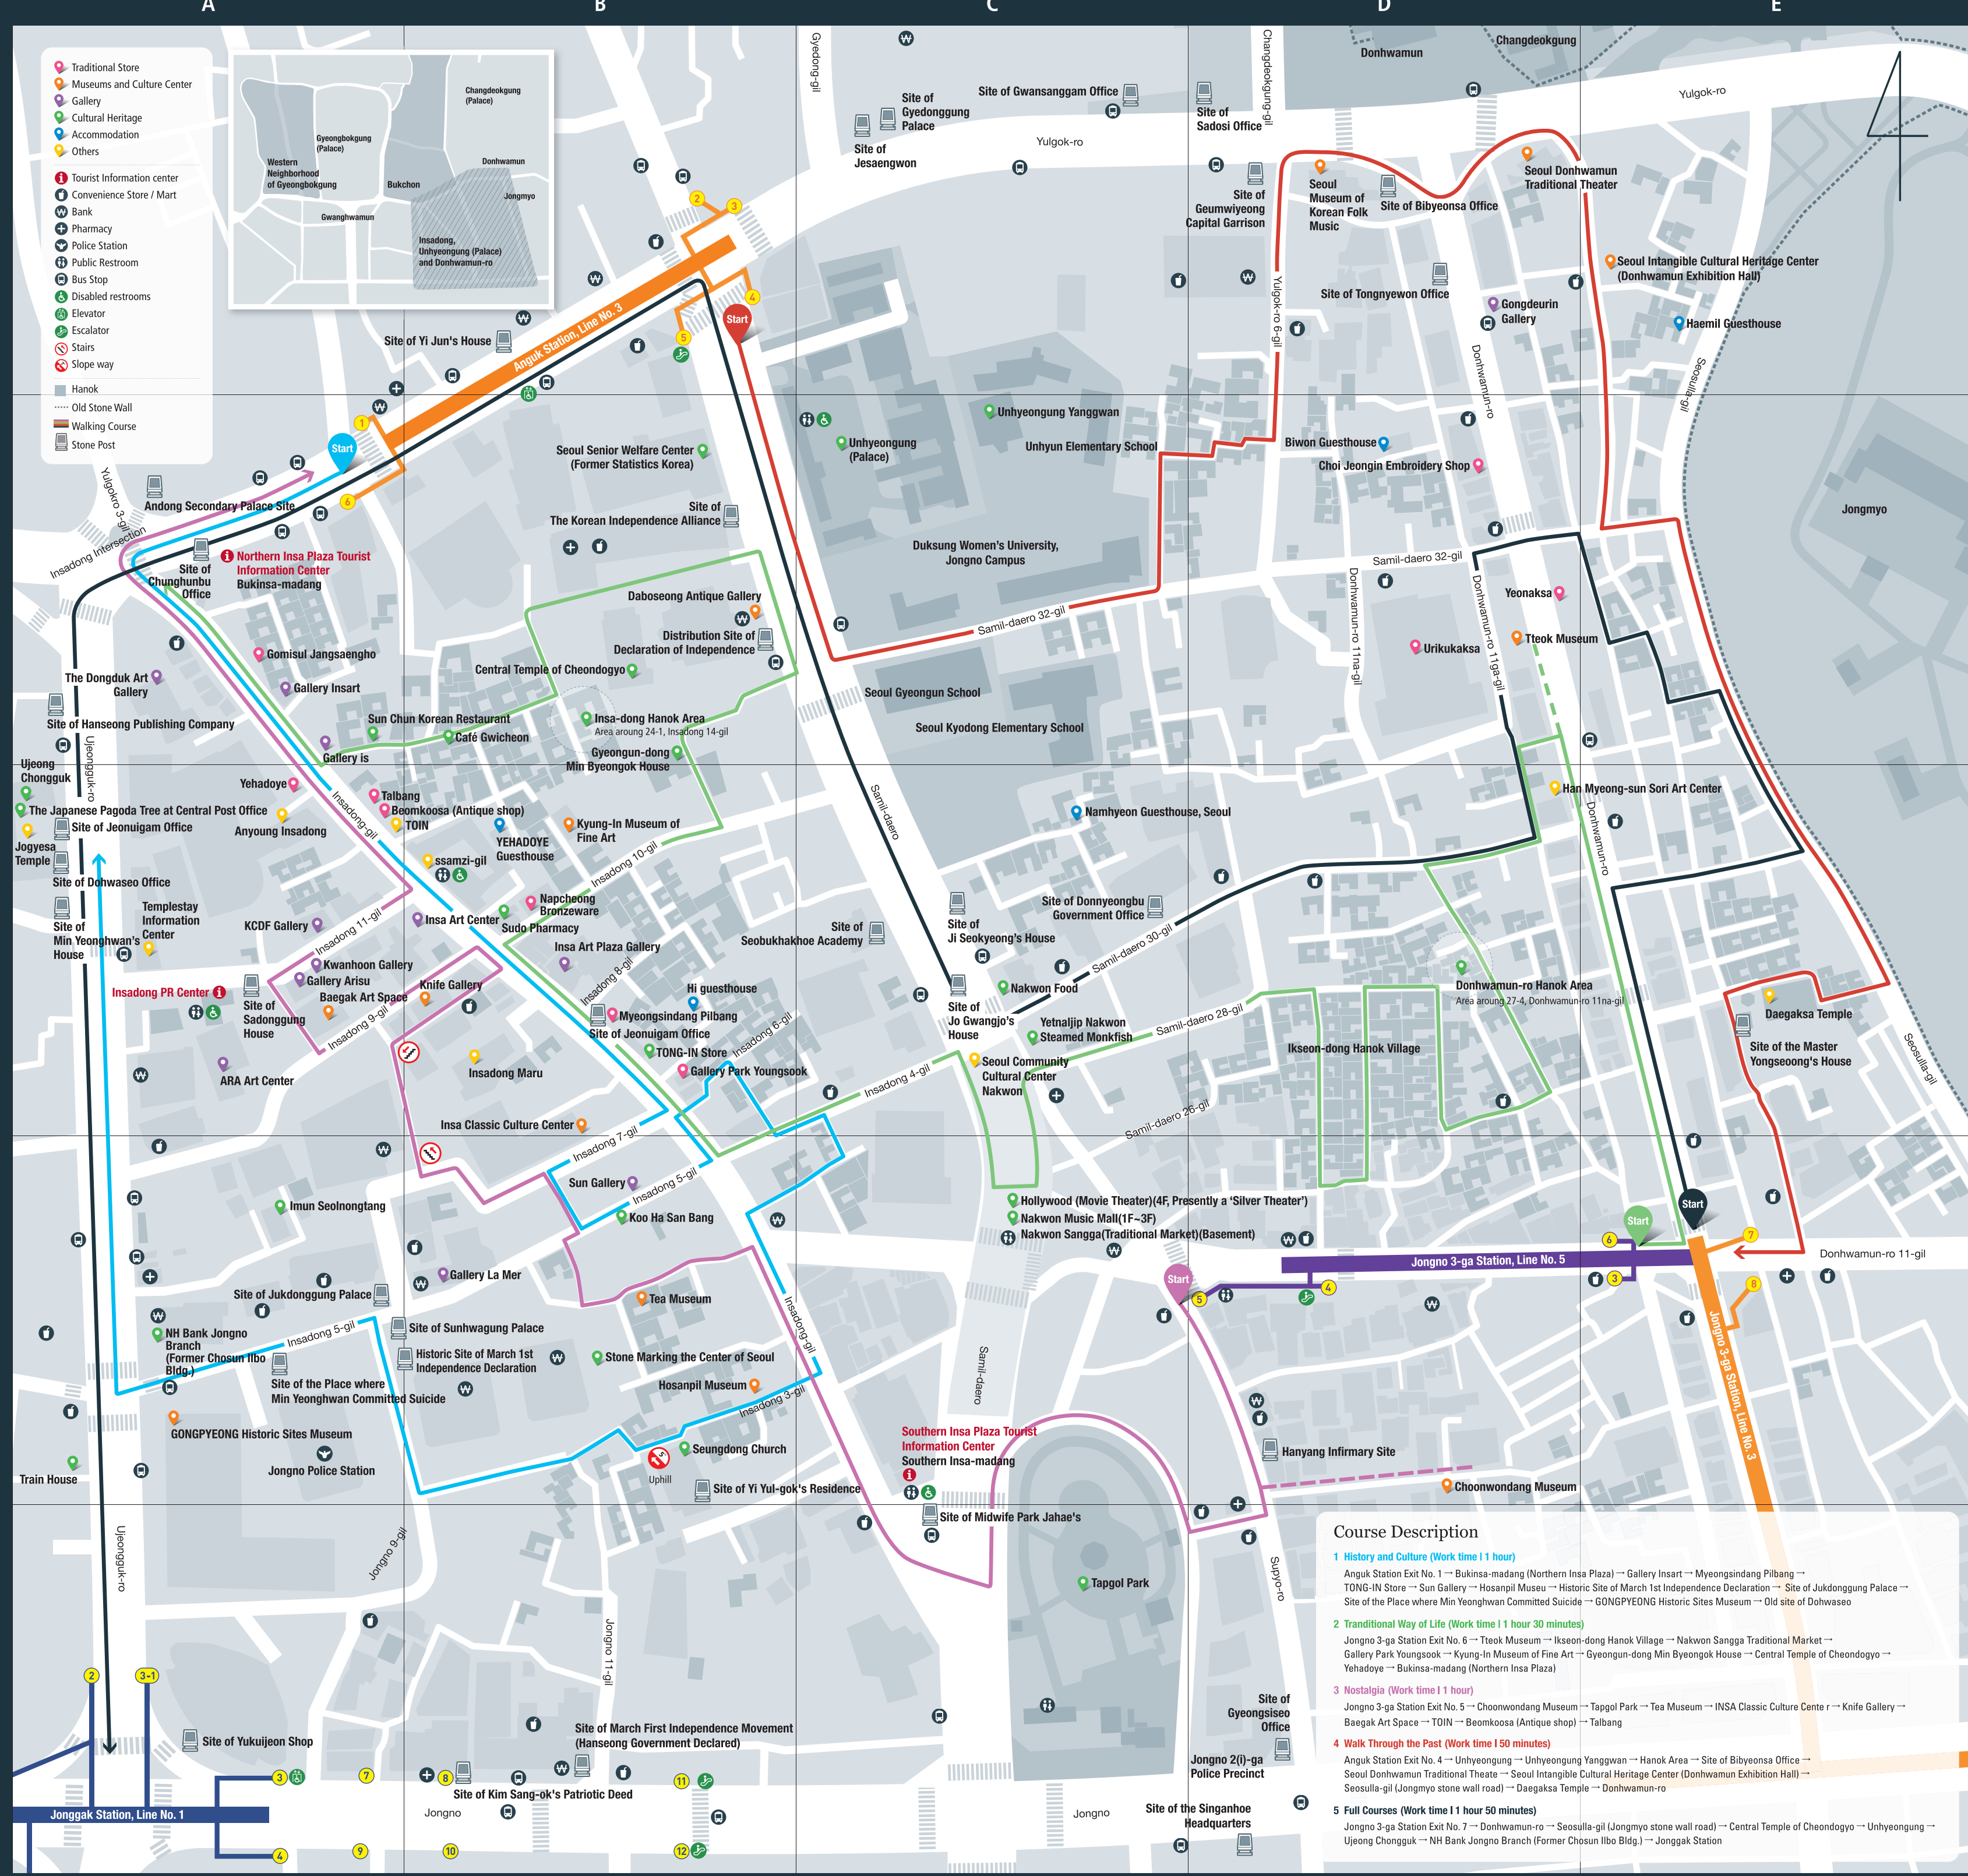 A
B
C
D
E
Traditional Store
Museums and Culture Center
Gallery
Cultural Heritage
Accommodation
Others
Tourist Information center
Convenience Store / Mart
Bank
Pharmacy
Police Station
Public Restroom
Bus Stop
Disabled restrooms
Elevator
Escalator
Stairs
Slope way
Hanok
Old Stone Wall
Walking Course
Stone Post
Changdeokgung
(Palace)
Gyeongbokgung
(Palace)
Western
Neighborhood
of Gyeongbokgung
Bukchon
Donhwamun
Jongmyo
Gwanghwamun
Insadong,
Unhyeongung (Palace)
and Donhwamun-ro
Gyedong-gil
Changdeokgung-gil
Donhwamun
Changdeokgung
Yulgok-ro
Site of
Gyedonggung
Palace
Site of
Jesaengwon
Site of Gwansanggam Office
Yulgok-ro
Site of
Sadosi Office
Site of
Geumwiyeong
Capital Garrison
Seoul
Museum of
Korean Folk
Music
Site of Bibyeonsa Office
Seoul Donhwamun
Traditional Theater
Seoul Intangible Cultural Heritage Center
(Donhwamun Exhibition Hall)
Site of Tongnyewon Office
Gongdeurin
Gallery
Haemil Guesthouse
Yulgok-ro 6-gil
Donhwamun-ro
Seosulla-gil
2
3
4
5
Start
Site of Yi Jun's House
Anguk Station, Line No. 3
1
Start
6
Andong Secondary Palace Site
Yulgokro 3-gil
Insadong Intersection
Site of
Chunghunbu
Office
Northern Insa Plaza Tourist
Information Center
Bukinsa-madang
Seoul Senior Welfare Center
(Former Statistics Korea)
Site of
The Korean Independence Alliance
Unhyeongung
(Palace)
Unhyeongung Yanggwan
Unhyun Elementary School
Biwon Guesthouse
Choi Jeongin Embroidery Shop
Duksung Women's University,
Jongno Campus
Samil-daero 32-gil
Samil-daero 32-gil
Donhwamun-ro 11na-gil
Donhwamun-ro 11ga-gil
Jongmyo
Yeonaksa
Tteok Museum
Urikukaksa
Daboseong Antique Gallery
Distribution Site of
Declaration of Independence
Central Temple of Cheondogyo
Gomisul Jangsaengho
The Dongduk Art
Gallery
Gallery Insart
Site of Hanseong Publishing Company
Sun Chun Korean Restaurant
Café Gwicheon
Gallery is
Insa-dong Hanok Area
Area aroung 24-1, Insadong 14-gil
Gyeongun-dong
Min Byeongok House
Seoul Gyeongun School
Seoul Kyodong Elementary School
Ujeongguk-ro
Ujeong
Chongguk
The Japanese Pagoda Tree at Central Post Office
Site of Jeonuigam Office
Jogyesa
Temple
Site of Dohwaseo Office
Yehadoye
Anyoung Insadong
Insadong-gil
Talbang
Beomkoosa (Antique shop)
TOIN
YEHADOYE
Guesthouse
Kyung-In Museum of
Fine Art
ssamzi-gil
Insadong 10-gil
Samil-daero
Namhyeon Guesthouse, Seoul
Han Myeong-sun Sori Art Center
Donhwamun-ro
Site of
Min Yeonghwan's
House
Templestay
Information
Center
KCDF Gallery
Insadong 11-gil
Insa Art Center
Napcheong
Bronzeware
Sudo Pharmacy
Insa Art Plaza Gallery
Insadong 8-gil
Kwanhoon Gallery
Gallery Arisu
Baegak Art Space
Knife Gallery
Insadong PR Center
Site of
Sadonggung
House
Insadong 9-gil
ARA Art Center
Insadong Maru
Hi guesthouse
Myeongsindang Pilbang
Site of Jeonuigam Office
TONG-IN Store
Insadong 6-gil
Gallery Park Youngsook
Insa Classic Culture Center
Insadong 7-gil
Insadong 4-gil
Site of
Seobukhakhoe Academy
Site of
Ji Seokyeong's House
Site of Donnyeongbu
Government Office
Samil-daero 30-gil
Nakwon Food
Site of
Jo Gwangjo's
House
Yetnaljip Nakwon
Steamed Monkfish
Samil-daero 28-gil
Seoul Community
Cultural Center
Nakwon
Samil-daero 26-gil
Ikseon-dong Hanok Village
Donhwamun-ro Hanok Area
Area aroung 27-4, Donhwamun-ro 11na-gil
Daegaksa Temple
Site of the Master
Yongseoong's House
Seosulla-gil
Sun Gallery
Insadong 5-gil
Koo Ha San Bang
Imun Seolnongtang
Gallery La Mer
Site of Jukdonggung Palace
Tea Museum
Insadong-gil
Hollywood (Movie Theater)(4F, Presently a 'Silver Theater')
Nakwon Music Mall(1F~3F)
Nakwon Sangga(Traditional Market)(Basement)
Start
5
4
Jongno 3-ga Station, Line No. 5
6
3
Start
Start
7
8
Donhwamun-ro 11-gil
Jongno 3-ga Station, Line No. 3
NH Bank Jongno
Branch
(Former Chosun Ilbo
Bldg.)
Insadong 5-gil
Site of the Place where
Min Yeonghwan Committed Suicide
Site of Sunhwagung Palace
Historic Site of March 1st
Independence Declaration
Stone Marking the Center of Seoul
Hosanpil Museum
Insadong 3-gil
Samil-daero
GONGPYEONG Historic Sites Museum
Jongno Police Station
Train House
Seungdong Church
Uphill
Site of Yi Yul-gok's Residence
Southern Insa Plaza Tourist
Information Center
Southern Insa-madang
Site of Midwife Park Jahae's
Hanyang Infirmary Site
Choonwondang Museum
Tapgol Park
Supyo-ro
Ujeongguk-ro
Jongno 9-gil
Jongno 11-gil
2
3-1
Site of Yukuijeon Shop
Jonggak Station, Line No. 1
3
4
7
8
9
10
11
12
Site of March First Independence Movement
(Hanseong Government Declared)
Site of Kim Sang-ok's Patriotic Deed
Jongno
Jongno
Site of
Gyeongsiseo
Office
Jongno 2(i)-ga
Police Precinct
Site of the Singanhoe
Headquarters
Course Description
1 History and Culture (Work time | 1 hour)
Anguk Station Exit No. 1 → Bukinsa-madang (Northern Insa Plaza) → Gallery Insart → Myeongsindang Pilbang →
TONG-IN Store → Sun Gallery → Hosanpil Museu → Historic Site of March 1st Independence Declaration → Site of Jukdonggung Palace →
Site of the Place where Min Yeonghwan Committed Suicide → GONGPYEONG Historic Sites Museum → Old site of Dohwaseo
2 Tranditional Way of Life (Work time | 1 hour 30 minutes)
Jongno 3-ga Station Exit No. 6 → Tteok Museum → Ikseon-dong Hanok Village → Nakwon Sangga Traditional Market →
Gallery Park Youngsook → Kyung-In Museum of Fine Art → Gyeongun-dong Min Byeongok House → Central Temple of Cheondogyo →
Yehadoye → Bukinsa-madang (Northern Insa Plaza)
3 Nostalgia (Work time | 1 hour)
Jongno 3-ga Station Exit No. 5 → Choonwondang Museum → Tapgol Park → Tea Museum → INSA Classic Culture Cente r → Knife Gallery →
Baegak Art Space → TOIN → Beomkoosa (Antique shop) → Talbang
4 Walk Through the Past (Work time | 50 minutes)
Anguk Station Exit No. 4 → Unhyeongung → Unhyeongung Yanggwan → Hanok Area → Site of Bibyeonsa Office →
Seoul Donhwamun Traditional Theate → Seoul Intangible Cultural Heritage Center (Donhwamun Exhibition Hall) →
Seosulla-gil (Jongmyo stone wall road) → Daegaksa Temple → Donhwamun-ro
5 Full Courses (Work time | 1 hour 50 minutes)
Jongno 3-ga Station Exit No. 7 → Donhwamun-ro → Seosulla-gil (Jongmyo stone wall road) → Central Temple of Cheondogyo → Unhyeongung →
Ujeong Chongguk → NH Bank Jongno Branch (Former Chosun Ilbo Bldg.) → Jonggak Station